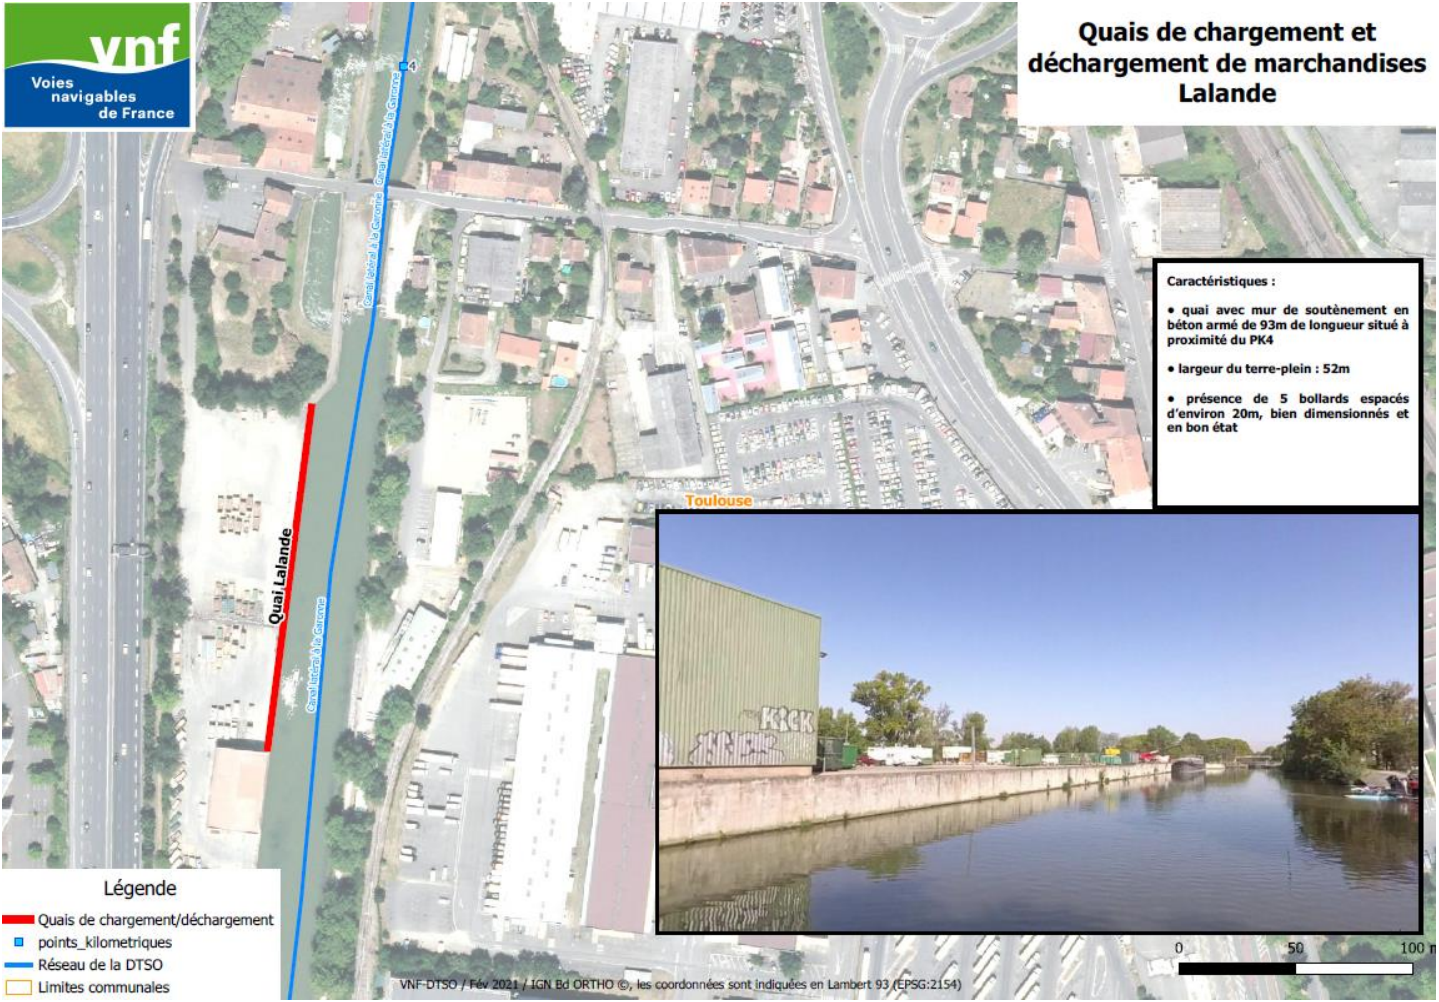 vnf
Voies
navigables
de France
Quais de chargement et
déchargement de marchandises
Lalande
4
Canal latéral à la Garonne
Canal latéral à la Garonne
Caractéristiques :
• quai avec mur de soutènement en
béton armé de 93m de longueur situé à
proximité du PK4
• largeur du terre-plein : 52m
• présence de 5 bollards espacés
d'environ 20m, bien dimensionnés et
en bon état
Toulouse
Quai Lalande
Canal latéral à la Garonne
KICK
Légende
Quais de chargement/déchargement
points_kilometriques
Réseau de la DTSO
Limites communales
VNF-DTSO / Fév 2021 / IGN Bd ORTHO ©, les coordonnées sont indiquées en Lambert 93 (EPSG:2154)
0 50 100 m